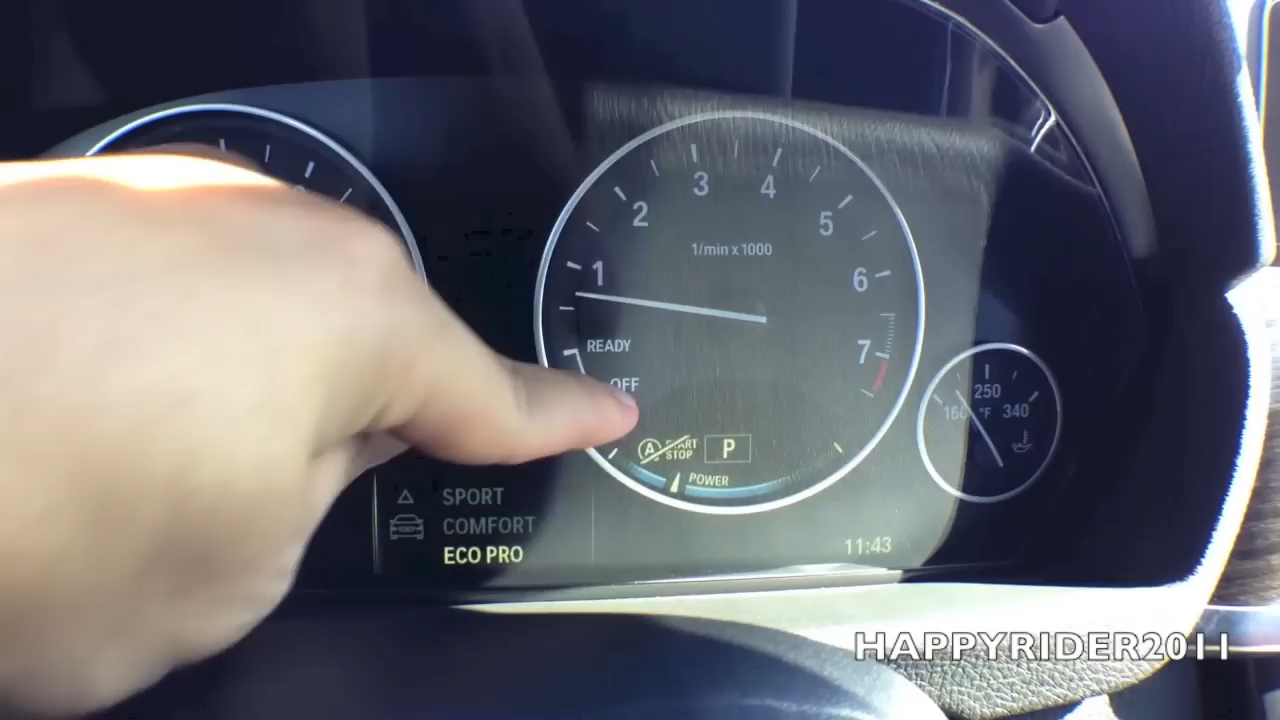 1
2
3
4
5
6
7
1/min x 1000
READY
OFF
A START
STOP
P
POWER
SPORT
COMFORT
ECO PRO
11:43
250
160 °F 340
HAPPYRIDER2011